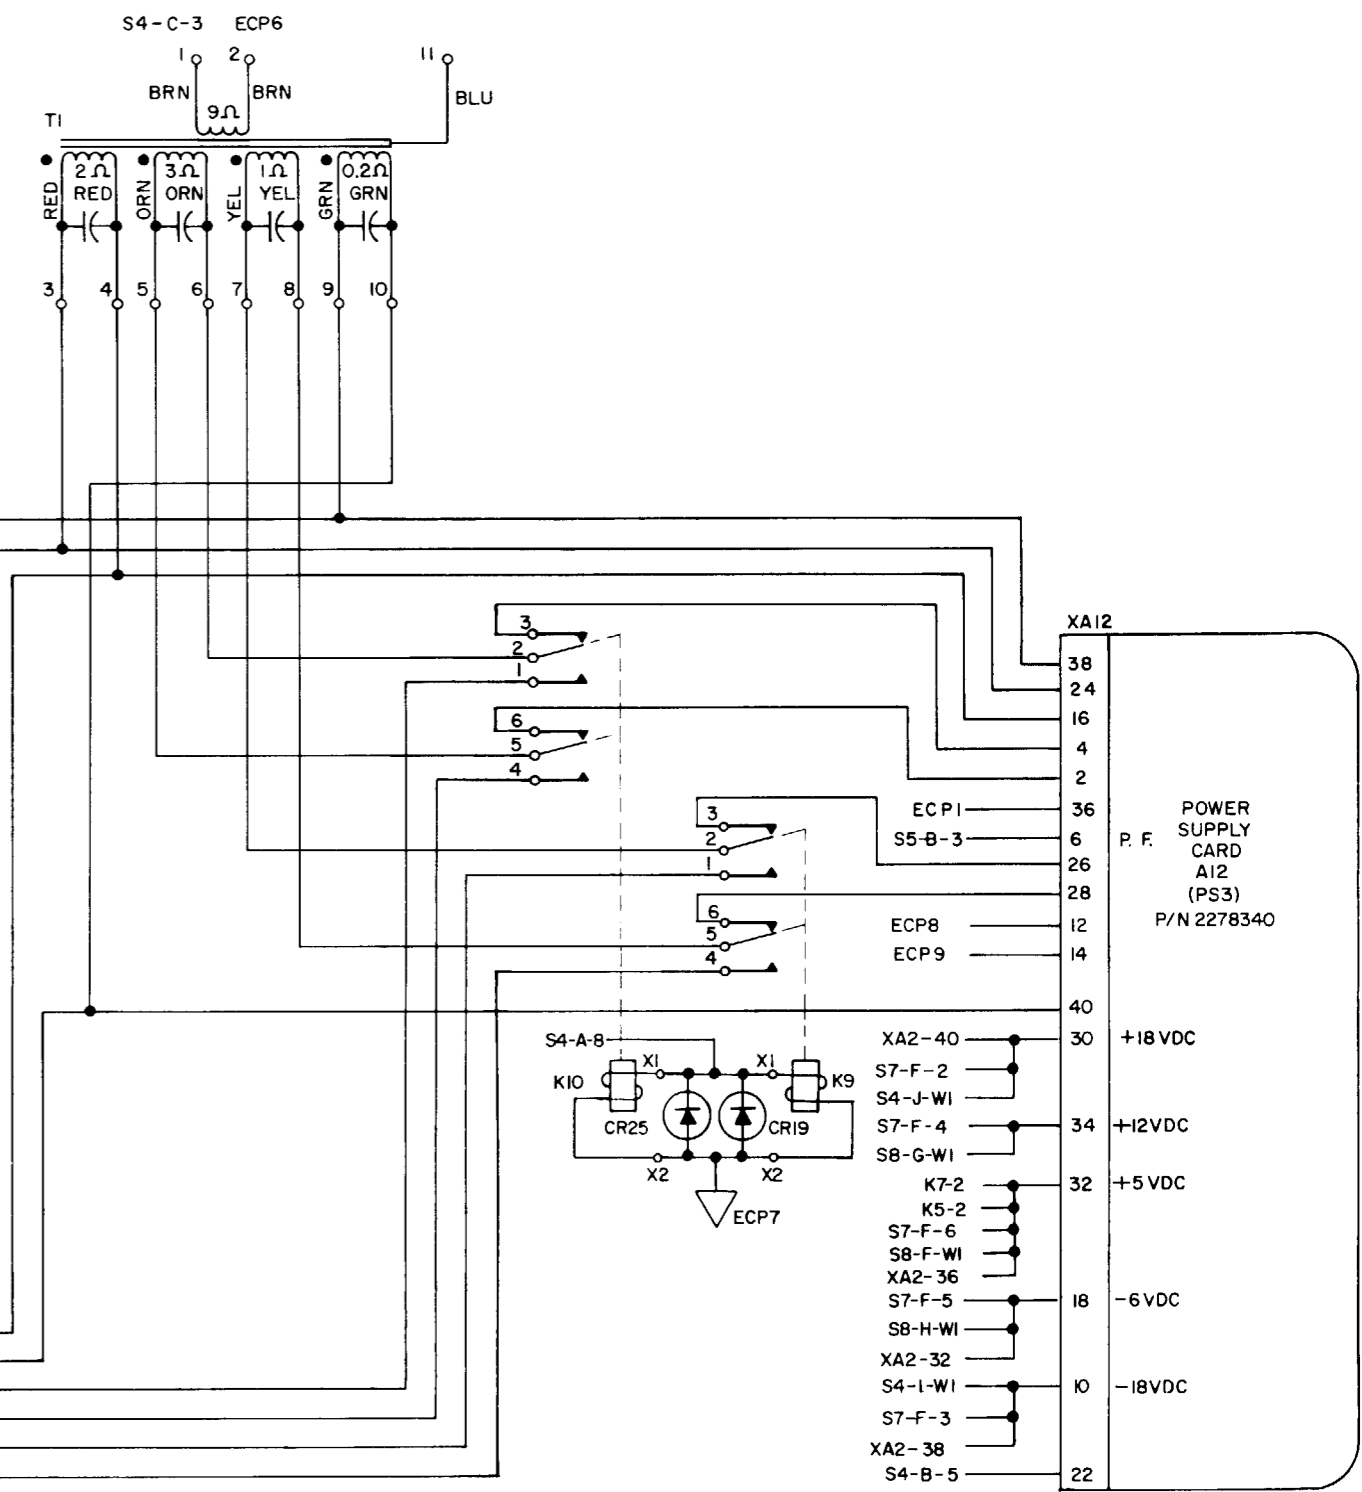 S4-C-3 ECP6
1 2 11
BRN BRN BLU
9Ω
T1
2Ω 3Ω 1Ω 0.2Ω
RED RED ORN ORN YEL YEL GRN GRN
3 4 5 6 7 8 9 10
3
2
1
6
5
4
3
2
1
6
5
4
XA12
38
24
16
4
2
ECP1 36
S5-B-3 6 P. F.
26
28
ECP8 12
ECP9 14
40
POWER
SUPPLY
CARD
A12
(PS3)
P/N 2278340
XA2-40 30 +18VDC
S7-F-2
S4-J-W1
S7-F-4 34 +12VDC
S8-G-W1
K7-2 32 +5VDC
K5-2
S7-F-6
S8-F-W1
XA2-36
S7-F-5 18 -6VDC
S8-H-W1
XA2-32
S4-1-W1 10 -18VDC
S7-F-3
XA2-38
S4-B-5 22
S4-A-8
X1 X1
K10 K9
CR25 CR19
X2 X2
ECP7